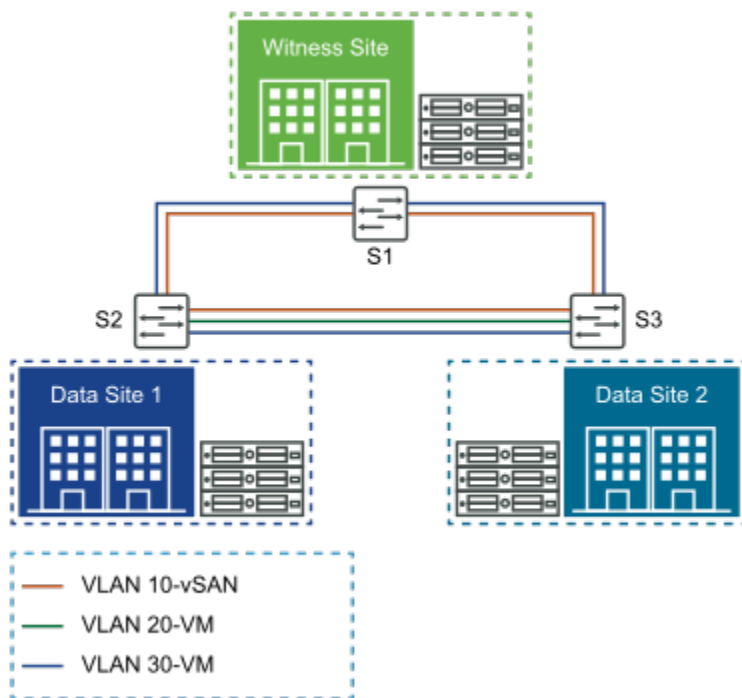 Witness Site
S1
S2
S3
Data Site 1
Data Site 2
VLAN 10-vSAN
VLAN 20-VM
VLAN 30-VM